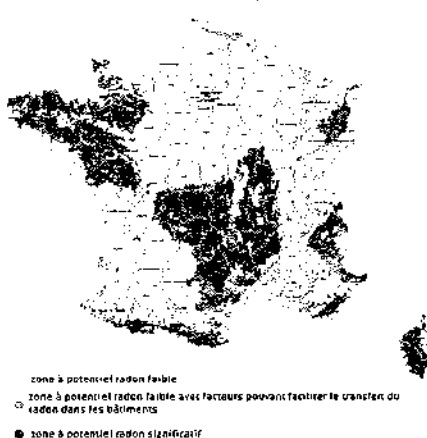 zone à potentiel radon faible
zone à potentiel radon faible avec facteurs pouvant faciliter le transfert du
radon dans les bâtiments
zone à potentiel radon significatif